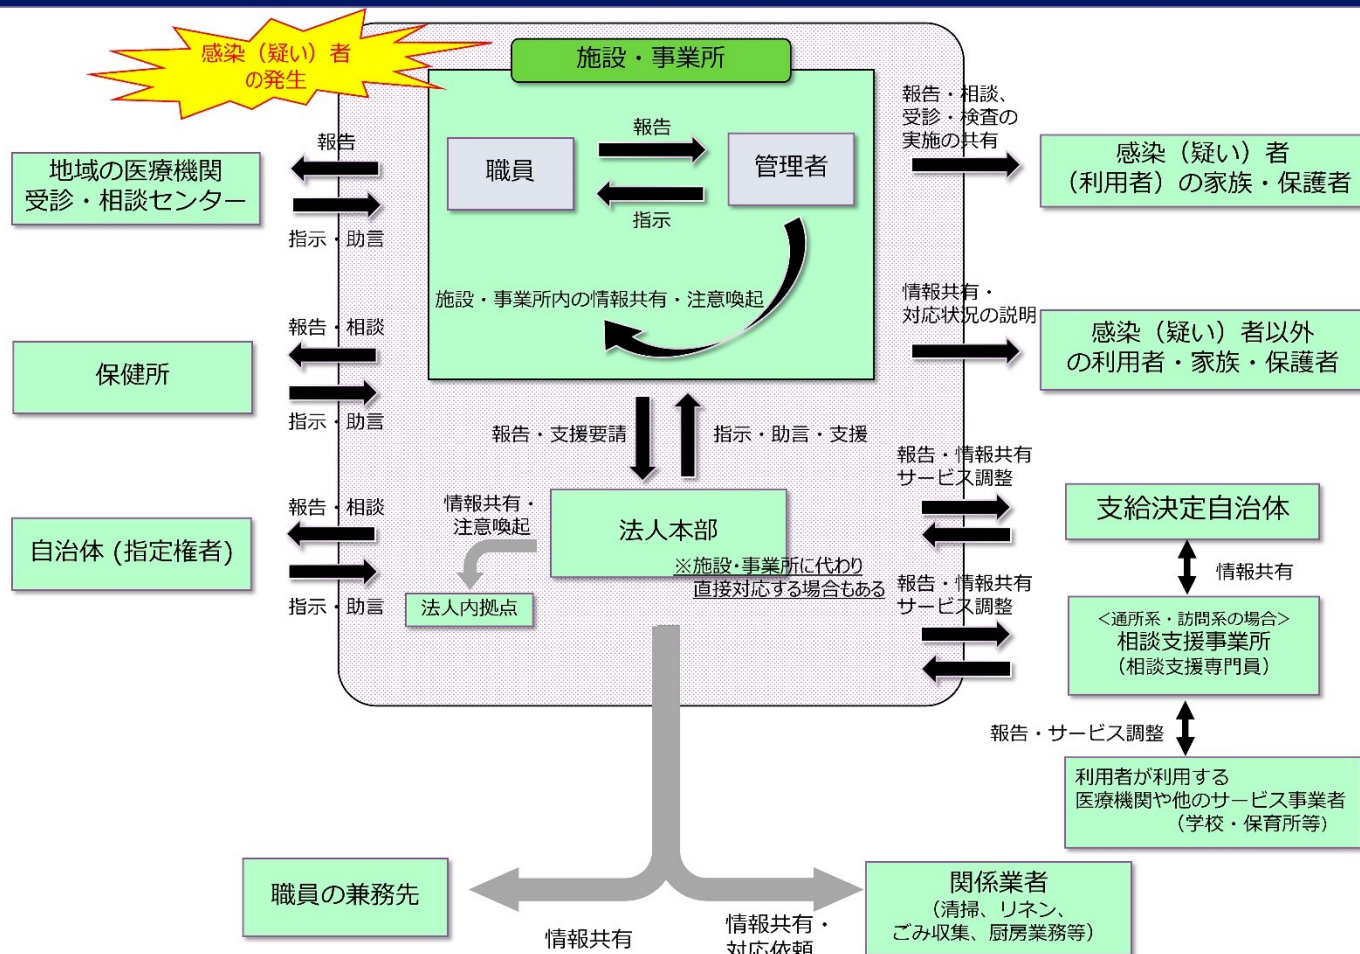 感染（疑い）者
の発生
施設・事業所
職員
報告
指示
管理者
施設・事業所内の情報共有・注意喚起
報告
地域の医療機関
受診・相談センター
指示・助言
報告・相談
保健所
指示・助言
報告・相談
自治体 (指定権者)
指示・助言
報告・相談、
受診・検査の
実施の共有
感染（疑い）者
（利用者）の家族・保護者
情報共有・
対応状況の説明
感染（疑い）者以外
の利用者・家族・保護者
報告・支援要請
指示・助言・支援
情報共有・
注意喚起
法人本部
※施設・事業所に代わり
直接対応する場合もある
法人内拠点
報告・情報共有
サービス調整
支給決定自治体
情報共有
報告・情報共有
サービス調整
＜通所系・訪問系の場合＞
相談支援事業所
（相談支援専門員）
報告・サービス調整
利用者が利用する
医療機関や他のサービス事業者
（学校・保育所等）
職員の兼務先
情報共有
情報共有・
対応依頼
関係業者
（清掃、リネン、
ごみ収集、厨房業務等）